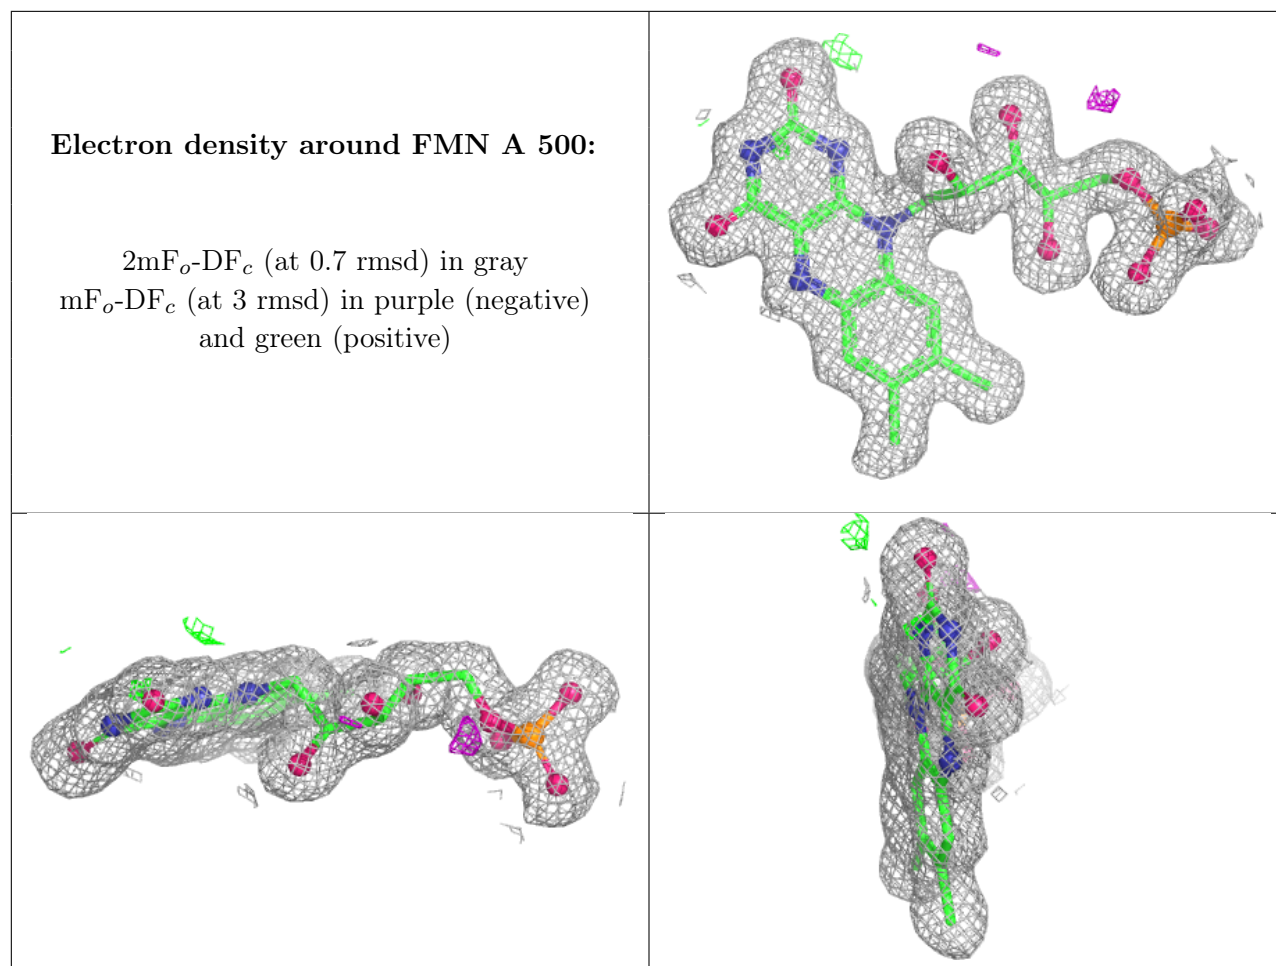 Electron density around FMN A 500:
2mFo-DFc (at 0.7 rmsd) in gray
mFo-DFc (at 3 rmsd) in purple (negative)
and green (positive)